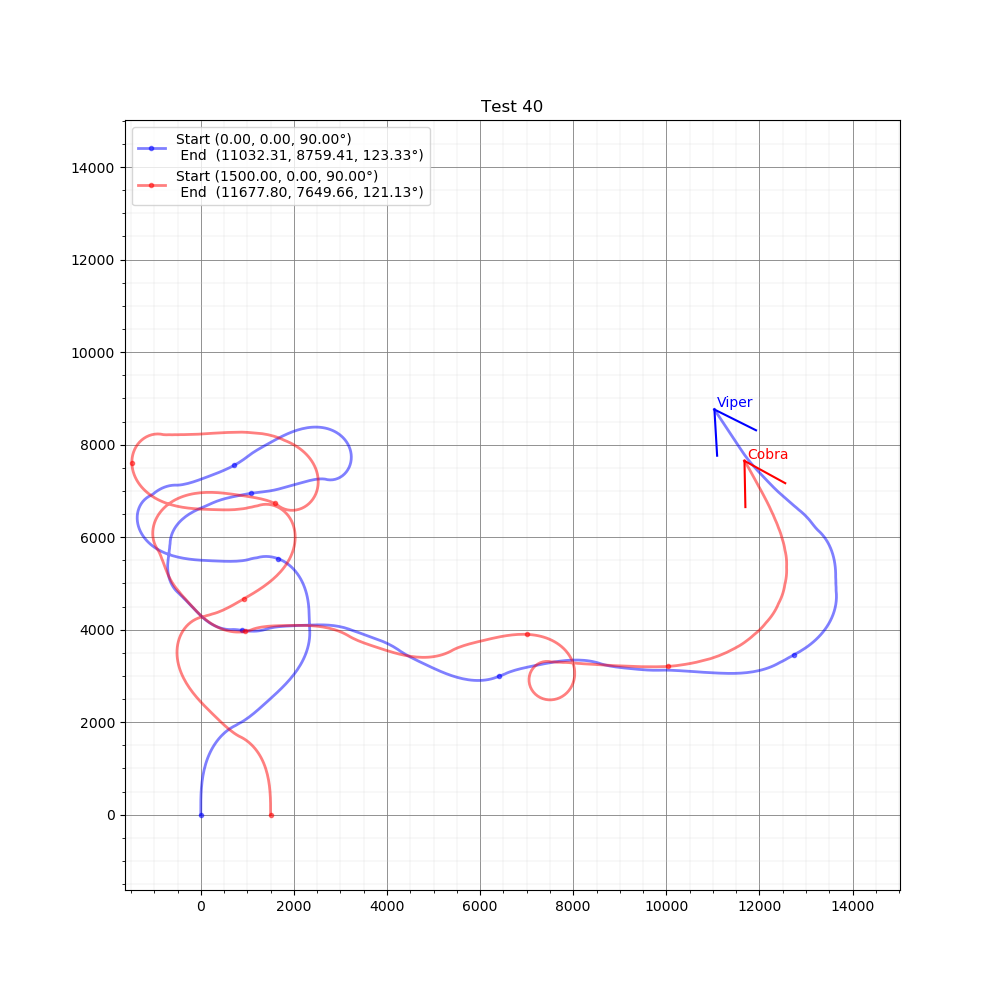 Test 40
Start (0.00, 0.00, 90.00°)
End (11032.31, 8759.41, 123.33°)
Start (1500.00, 0.00, 90.00°)
End (11677.80, 7649.66, 121.13°)
14000
12000
10000
8000
6000
4000
2000
0
Viper
Cobra
0 2000 4000 6000 8000 10000 12000 14000